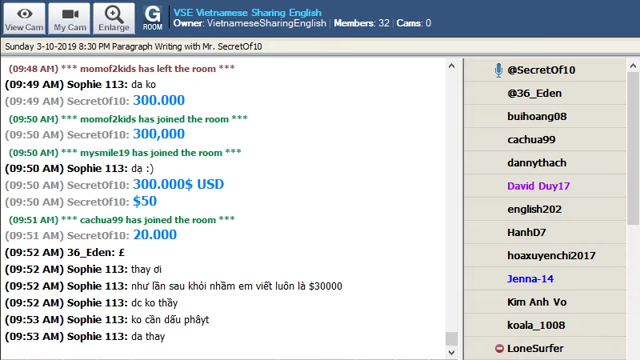 VSE Vietnamese Sharing English
Owner: VietnameseSharingEnglish | Members: 32 | Cams: 0
View Cam
My Cam
Enlarge
G
ROOM
Sunday 3-10-2019 8:30 PM Paragraph Writing with Mr. SecretOf10
(09:48 AM) *** momof2kids has left the room ***
(09:49 AM) Sophie 113: da ko
(09:49 AM) SecretOf10: 300.000
(09:50 AM) *** momof2kids has joined the room ***
(09:50 AM) SecretOf10: 300,000
(09:50 AM) *** mysmile19 has joined the room ***
(09:50 AM) Sophie 113: dạ :)
(09:50 AM) SecretOf10: 300.000$ USD
(09:50 AM) SecretOf10: $50
(09:51 AM) *** cachua99 has joined the room ***
(09:51 AM) SecretOf10: 20.000
(09:52 AM) 36_Eden: £
(09:52 AM) Sophie 113: thay ơi
(09:52 AM) Sophie 113: như lần sau khỏi nhầm em viết luôn là $30000
(09:52 AM) Sophie 113: dc ko thầy
(09:53 AM) Sophie 113: ko cần dấu phâyt
(09:53 AM) Sophie 113: da thay
@SecretOf10
@36_Eden
buihoang08
cachua99
dannythach
David Duy17
english202
HanhD7
hoaxuyenchi2017
Jenna-14
Kim Anh Vo
koala_1008
LoneSurfer